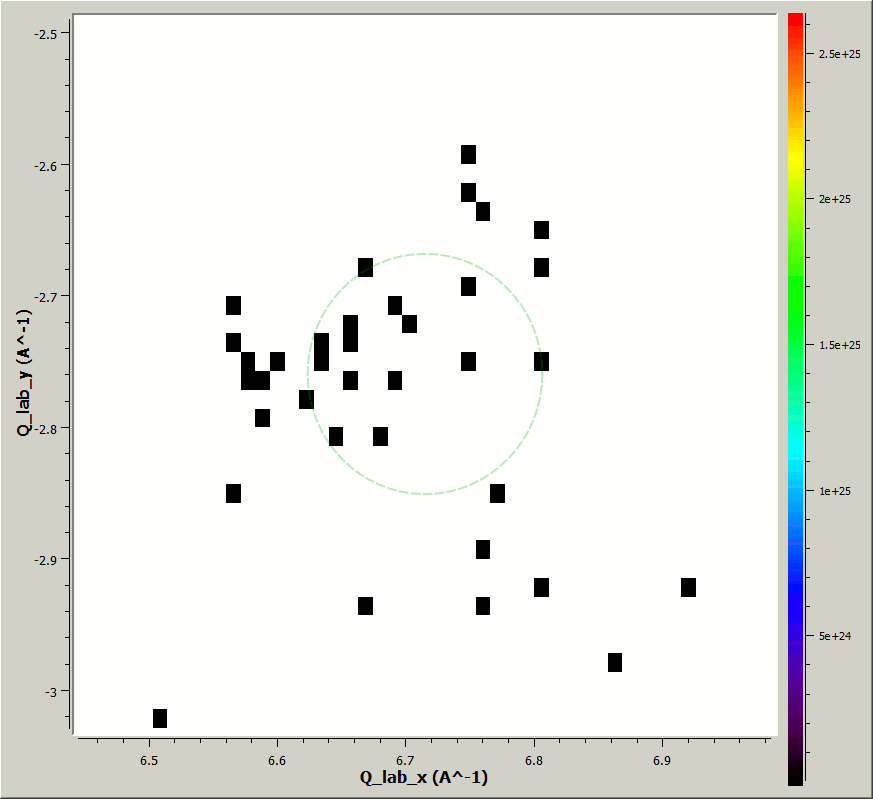 -2.5
-2.6
-2.7
-2.8
-2.9
-3
Q_lab_y (A^-1)
6.5 6.6 6.7 6.8 6.9
Q_lab_x (A^-1)
2.5e+25
2e+25
1.5e+25
1e+25
5e+24